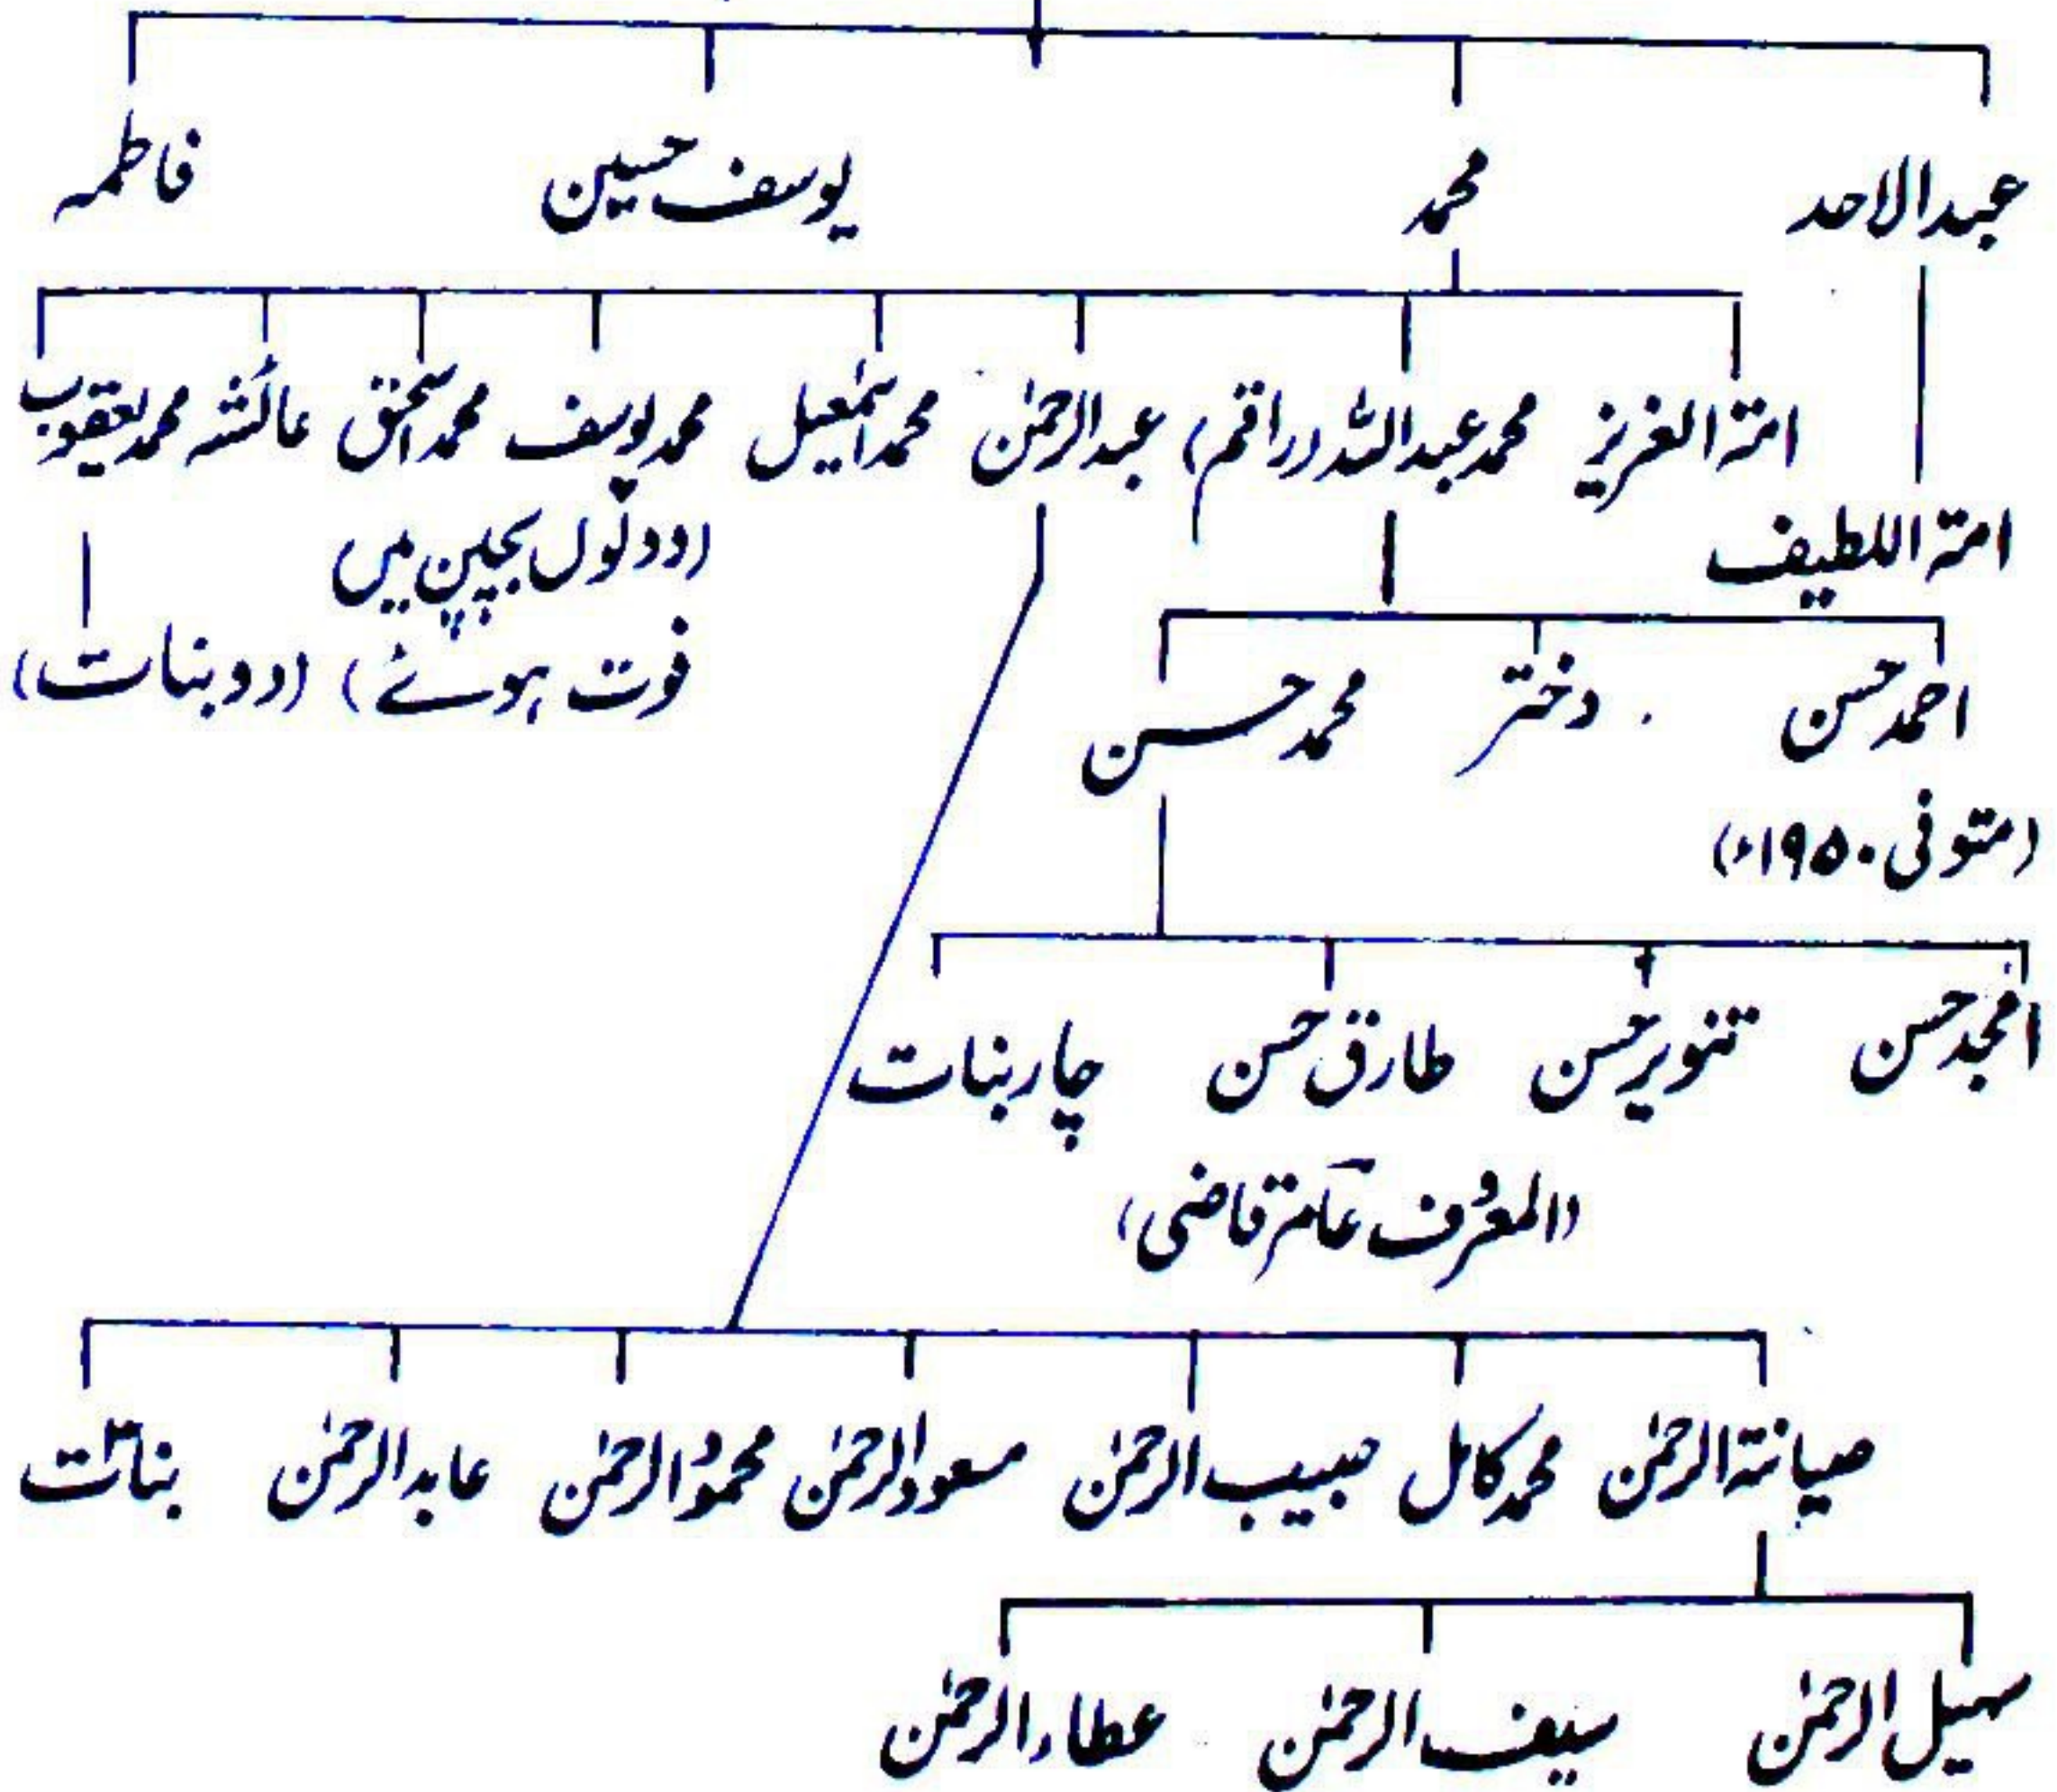 عبدالاحد محمد یوسف حسین فاطمہ
امۃ العزیز محمد عبداللہ (راقم) عبدالرحمٰن محمد اسمٰعیل محمد یوسف محمد اسحٰق عائشہ محمد یعقوب
امۃ اللطیف (دونوں بچپن میں
فوت ہوئے) (دو بنات)
احمد حسن دختر محمد حسن
(متوفی ۱۹۵۰ء)
امجد حسن تنویر حسن طارق حسن چار بنات
(المعروف عامر قاضی)
صیانۃ الرحمٰن محمد کامل حبیب الرحمٰن مسعود الرحمٰن محمود الرحمٰن عابد الرحمٰن بنات
سہیل الرحمٰن سیف الرحمٰن عطاء الرحمٰن